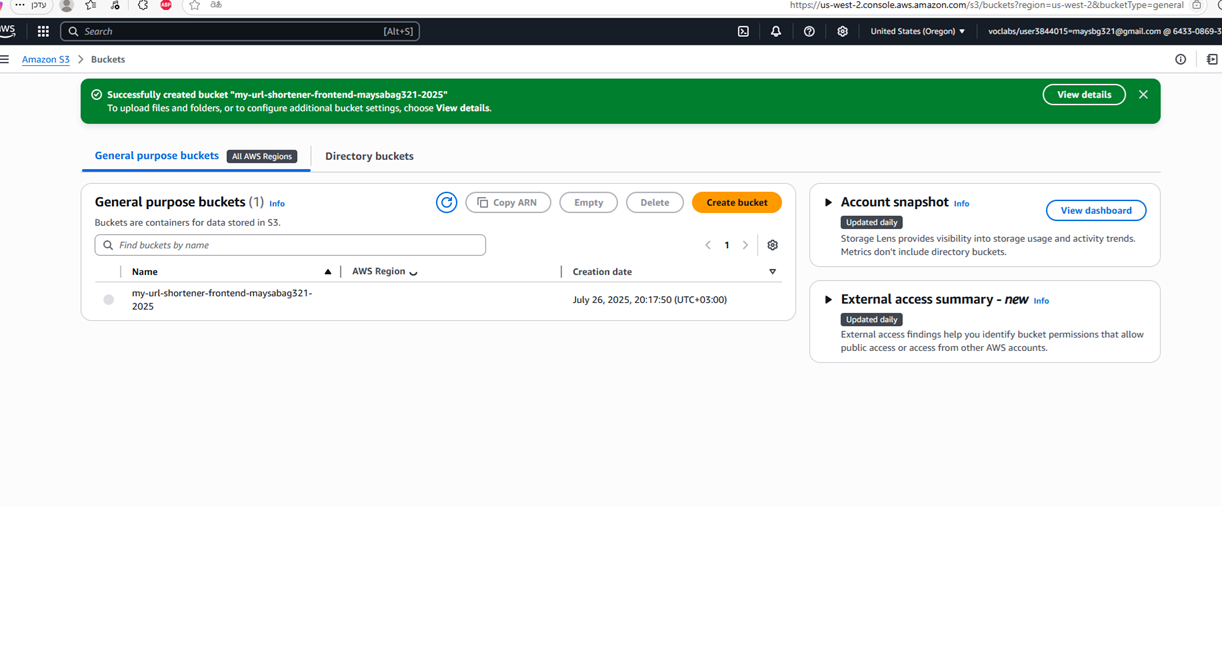 עדכן
ABP
aあ
https://us-west-2.console.aws.amazon.com/s3/buckets?region=us-west-2&bucketType=general
aws
Search
[Alt+S]
United States (Oregon)
voclabs/user3844015=maysbg321@gmail.com @ 6433-0869-3
Amazon S3
Buckets
Successfully created bucket "my-url-shortener-frontend-maysabag321-2025"
To upload files and folders, or to configure additional bucket settings, choose View details.
View details
General purpose buckets
All AWS Regions
Directory buckets
General purpose buckets (1) Info
Copy ARN
Empty
Delete
Create bucket
Buckets are containers for data stored in S3.
Find buckets by name
1
Name
AWS Region
Creation date
my-url-shortener-frontend-maysabag321-
2025
July 26, 2025, 20:17:50 (UTC+03:00)
Account snapshot Info
View dashboard
Updated daily
Storage Lens provides visibility into storage usage and activity trends.
Metrics don't include directory buckets.
External access summary - new Info
Updated daily
External access findings help you identify bucket permissions that allow
public access or access from other AWS accounts.